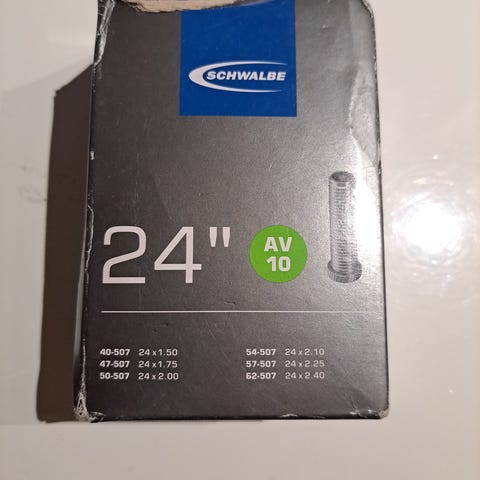 SCHWALBE
24"
AV
10
40-507 24 x 1.50
47-507 24 x 1.75
50-507 24 x 2.00
54-507 24 x 2.10
57-507 24 x 2.25
62-507 24 x 2.40